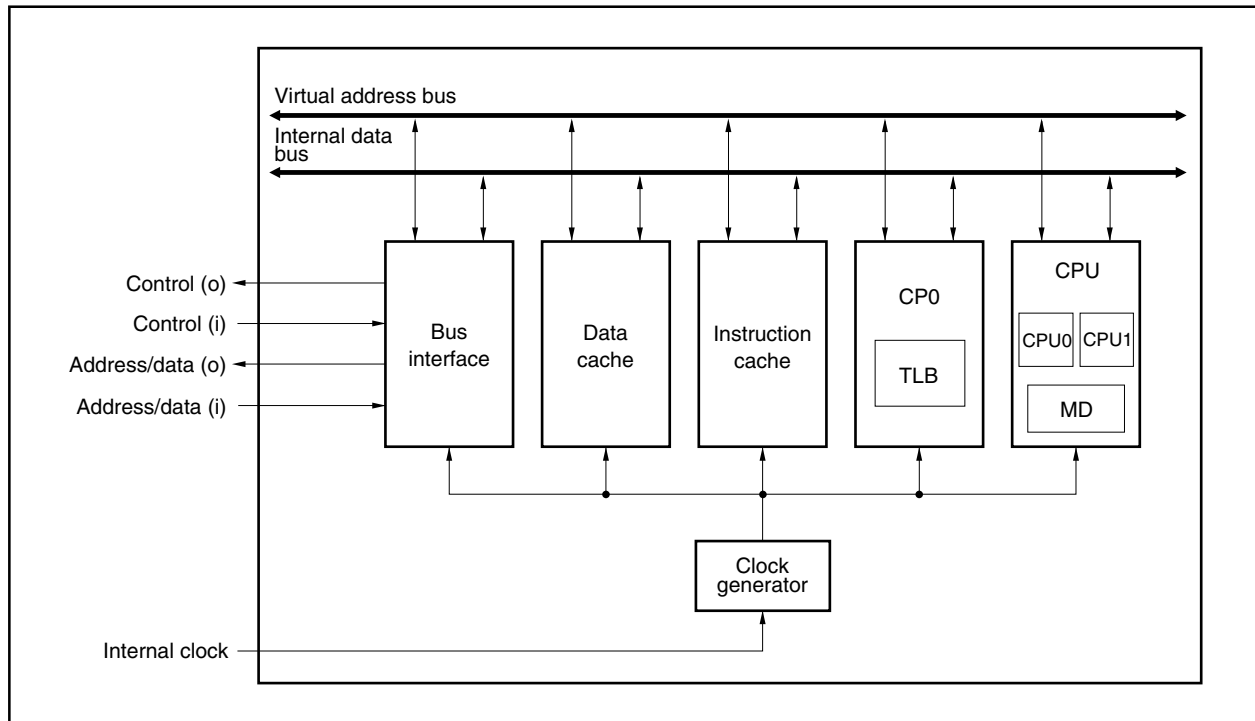 Virtual address bus
Internal data
bus
Control (o)
Control (i)
Address/data (o)
Address/data (i)
Bus
interface
Data
cache
Instruction
cache
CP0
TLB
CPU
CPU0
CPU1
MD
Clock
generator
Internal clock